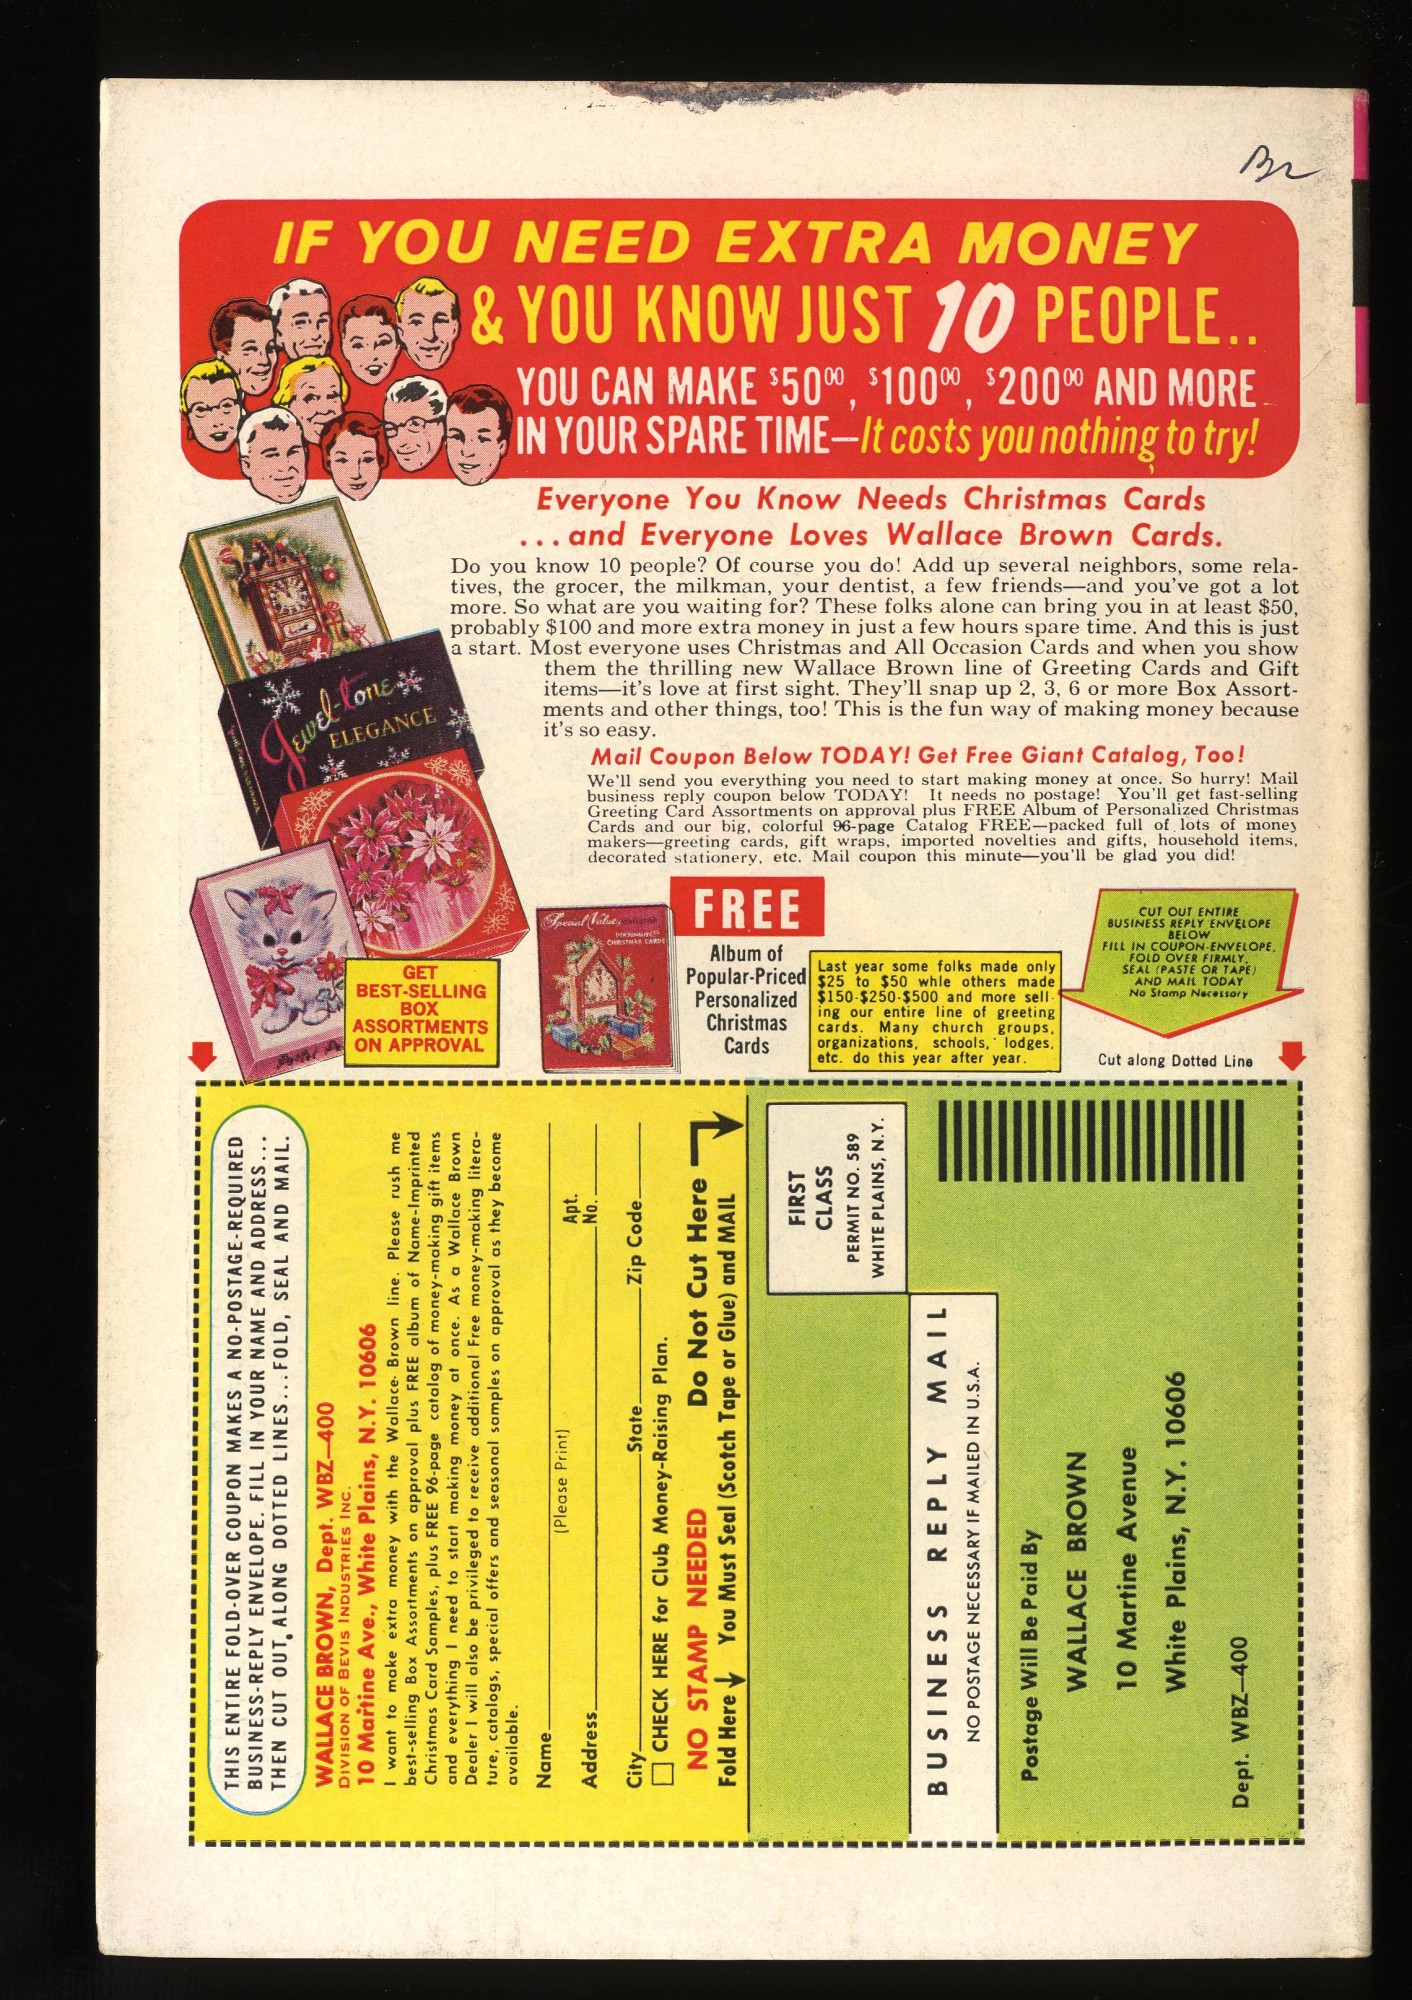 IF YOU NEED EXTRA MONEY
& YOU KNOW JUST 10 PEOPLE..
YOU CAN MAKE $50⁰⁰, $100⁰⁰, $200⁰⁰ AND MORE
IN YOUR SPARE TIME—It costs you nothing to try!
Everyone You Know Needs Christmas Cards
...and Everyone Loves Wallace Brown Cards.
Do you know 10 people? Of course you do! Add up several neighbors, some rela-
tives, the grocer, the milkman, your dentist, a few friends—and you've got a lot
more. So what are you waiting for? These folks alone can bring you in at least $50,
probably $100 and more extra money in just a few hours spare time. And this is just
a start. Most everyone uses Christmas and All Occasion Cards and when you show
them the thrilling new Wallace Brown line of Greeting Cards and Gift
items—it's love at first sight. They'll snap up 2, 3, 6 or more Box Assort-
ments and other things, too! This is the fun way of making money because
it's so easy.
Jewel-tone
ELEGANCE
Mail Coupon Below TODAY! Get Free Giant Catalog, Too!
We'll send you everything you need to start making money at once. So hurry! Mail
business reply coupon below TODAY! It needs no postage! You'll get fast-selling
Greeting Card Assortments on approval plus FREE Album of Personalized Christmas
Cards and our big, colorful 96-page Catalog FREE—packed full of lots of money
makers—greeting cards, gift wraps, imported novelties and gifts, household items,
decorated stationery, etc. Mail coupon this minute—you'll be glad you did!
GET
BEST-SELLING
BOX
ASSORTMENTS
ON APPROVAL
Special Value
PERSONALIZED
CHRISTMAS CARDS
FREE
Album of
Popular-Priced
Personalized
Christmas
Cards
Last year some folks made only
$25 to $50 whle others made
$150-$250-$500 and more sell-
ing our entire line of greeting
cards. Many church groups,
organizations, schools, lodges,
etc. do this year after year.
CUT OUT ENTIRE
BUSINESS REPLY ENVELOPE
BELOW
FILL IN COUPON-ENVELOPE,
FOLD OVER FIRMLY,
SEAL (PASTE OR TAPE)
AND MAIL TODAY
No Stamp Necessary
Cut along Dotted Line
THIS ENTIRE FOLD-OVER COUPON MAKES A NO-POSTAGE-REQUIRED
BUSINESS-REPLY ENVELOPE. FILL IN YOUR NAME AND ADDRESS...
THEN CUT OUT ALONG DOTTED LINES...FOLD, SEAL AND MAIL.
WALLACE BROWN, Dept. WBZ—400
DIVISION OF BEVIS INDUSTRIES INC.
10 Martine Ave., White Plains, N.Y. 10606
I want to make extra money with the Wallace Brown line. Please rush me
best-selling Box Assortments on approval plus FREE album of Name-Imprinted
Christmas Card Samples, plus FREE 96-page catalog of money-making gift items
and everything I need to start making money at once. As a Wallace Brown
Dealer I will also be privileged to receive additional Free money-making litera-
ture, catalogs, special offers and seasonal samples on approval as they become
available.
Name
(Please Print)
Address Apt. No.
City State Zip Code
CHECK HERE for Club Money-Raising Plan.
NO STAMP NEEDED Do Not Cut Here
Fold Here You Must Seal (Scotch Tape or Glue) and MAIL
FIRST
CLASS
PERMIT NO. 589
WHITE PLAINS, N.Y.
BUSINESS REPLY MAIL
NO POSTAGE NECESSARY IF MAILED IN U.S.A.
Postage Will Be Paid By
WALLACE BROWN
10 Martine Avenue
White Plains, N.Y. 10606
Dept. WBZ—400